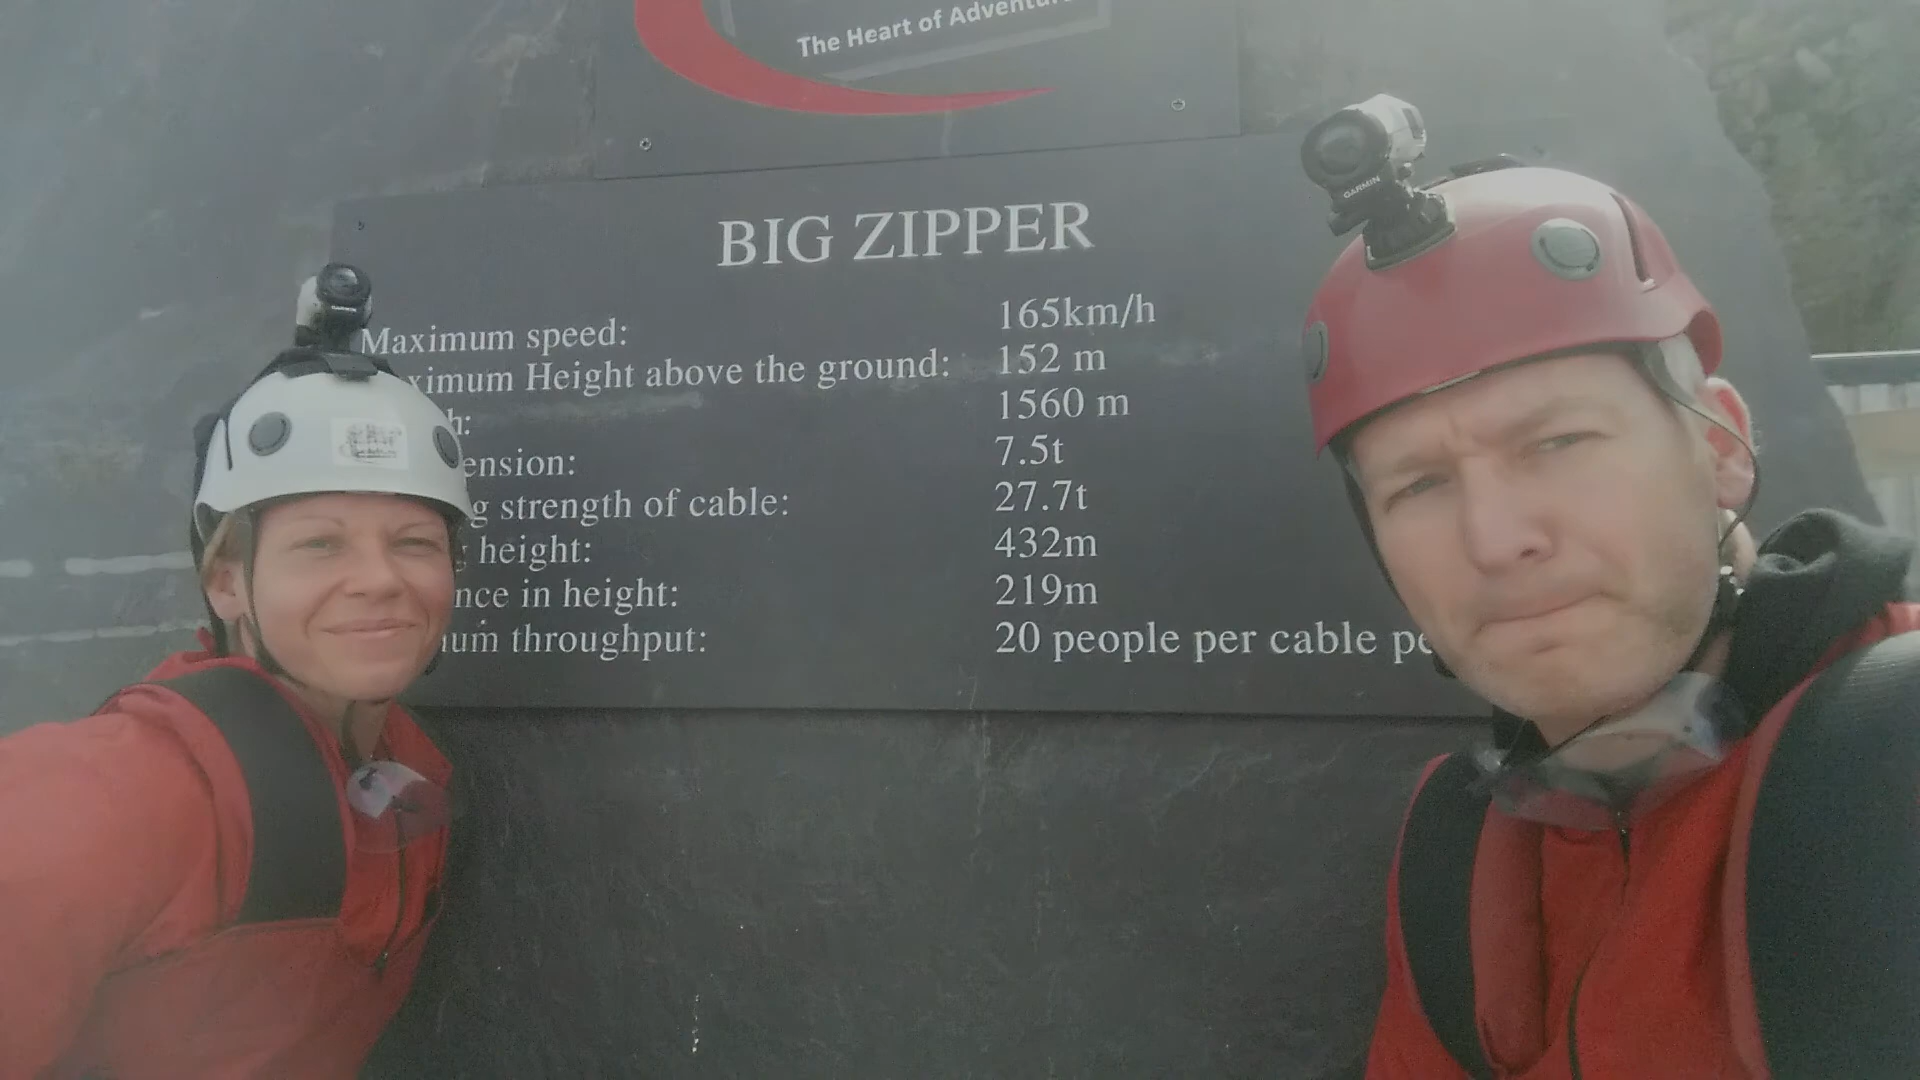 The Heart of Adventur
BIG ZIPPER
Maximum speed: 165km/h
ximum Height above the ground: 152 m
h: 1560 m
ension: 7.5t
g strength of cable: 27.7t
height: 432m
nce in height: 219m
um throughput: 20 people per cable pe
GARMIN